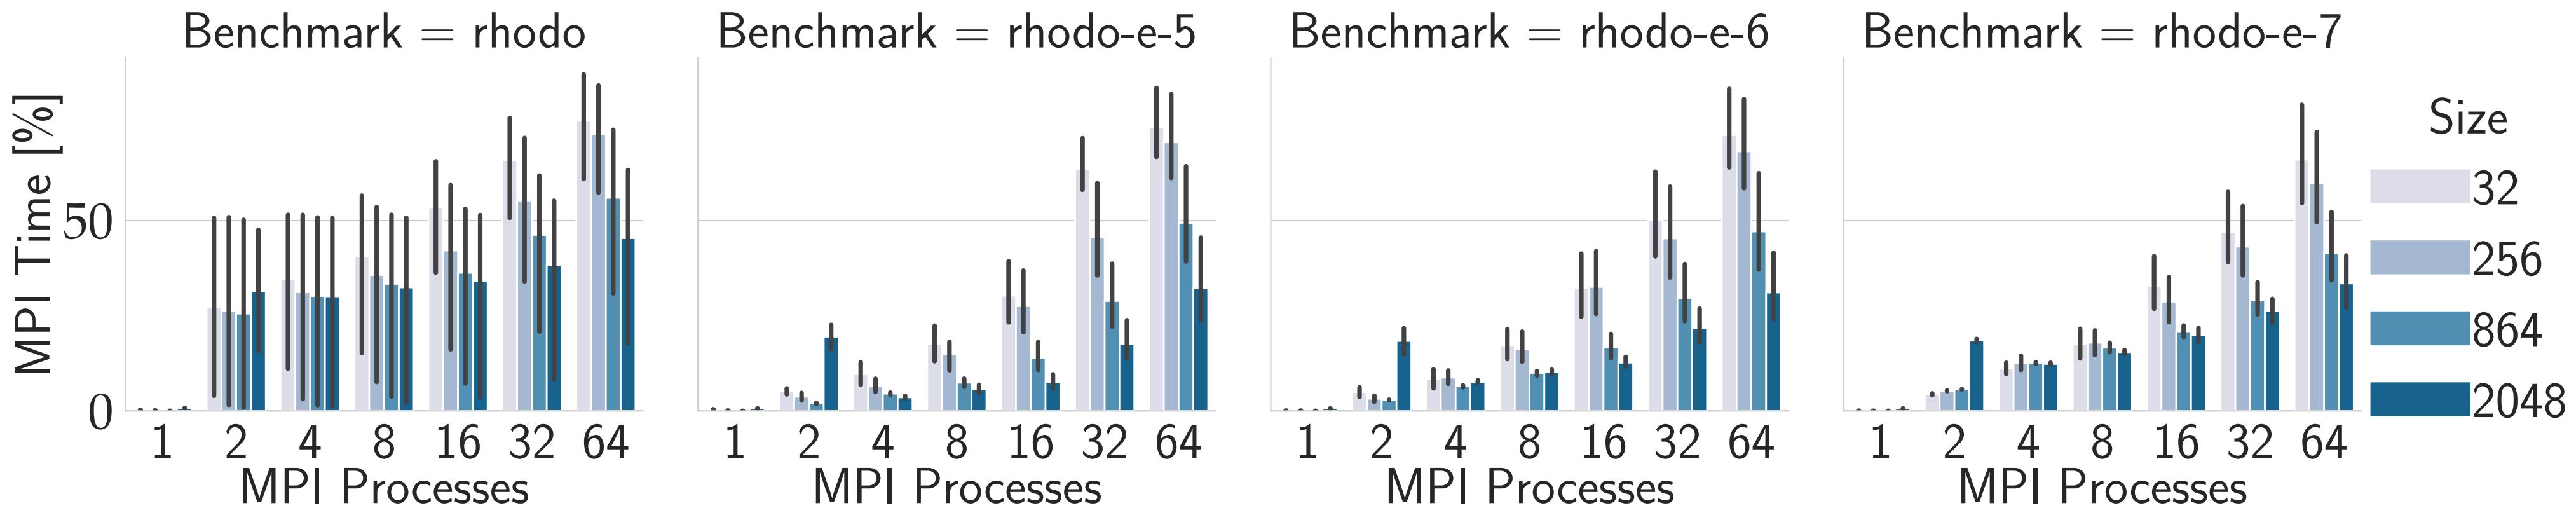 Benchmark = rhodo
Benchmark = rhodo-e-5
Benchmark = rhodo-e-6
Benchmark = rhodo-e-7
MPI Time [%]
50
0
1 2 4 8 16 32 64
MPI Processes
1 2 4 8 16 32 64
MPI Processes
1 2 4 8 16 32 64
MPI Processes
1 2 4 8 16 32 64
MPI Processes
Size
32
256
864
2048